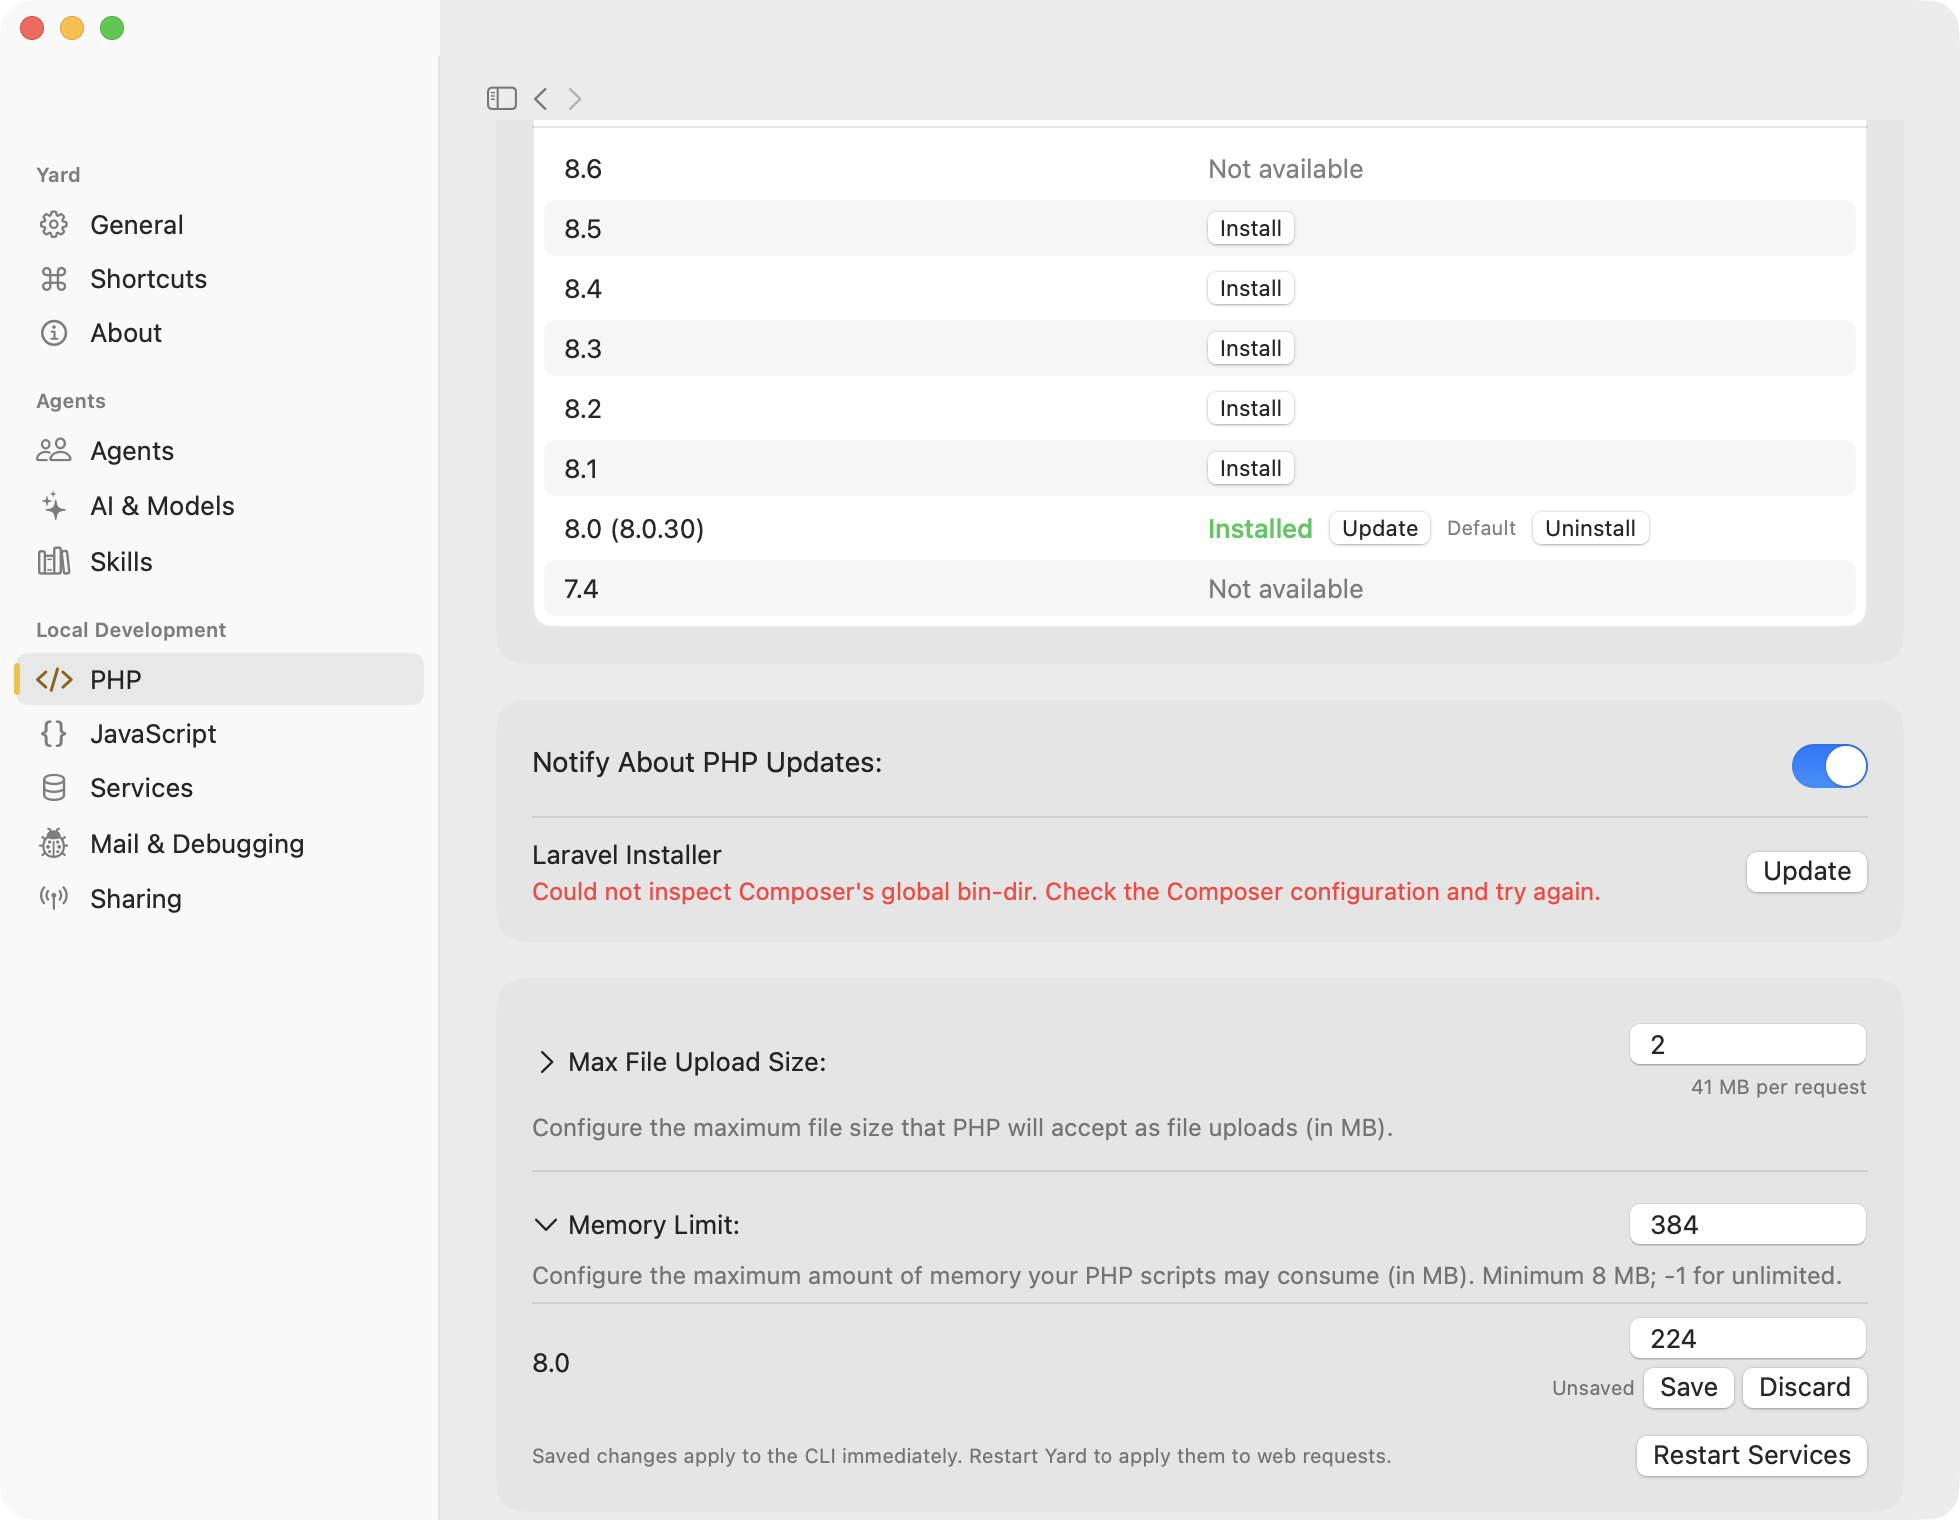 Yard
General
Shortcuts
About
Agents
Agents
AI & Models
Skills
Local Development
PHP
JavaScript
Services
Mail & Debugging
Sharing
8.6 Not available
8.5 Install
8.4 Install
8.3 Install
8.2 Install
8.1 Install
8.0 (8.0.30) Installed Update Default Uninstall
7.4 Not available
Notify About PHP Updates:
Laravel Installer
Could not inspect Composer's global bin-dir. Check the Composer configuration and try again.
Update
Max File Upload Size: 2
41 MB per request
Configure the maximum file size that PHP will accept as file uploads (in MB).
Memory Limit: 384
Configure the maximum amount of memory your PHP scripts may consume (in MB). Minimum 8 MB; -1 for unlimited.
8.0 224
Unsaved Save Discard
Saved changes apply to the CLI immediately. Restart Yard to apply them to web requests. Restart Services